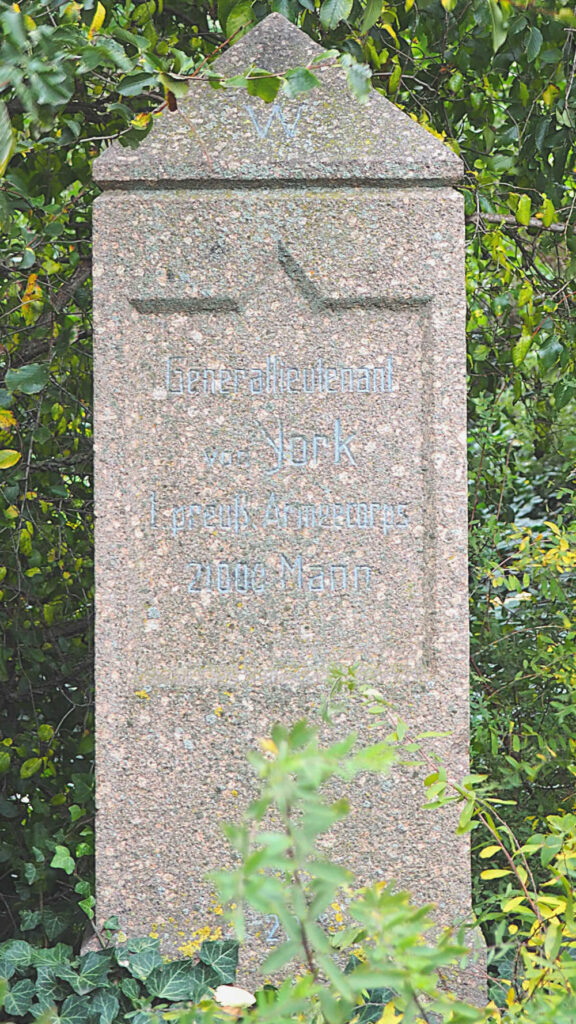 W
Generallieutenant
von York
I preuß. Armeecorps
21000 Mann